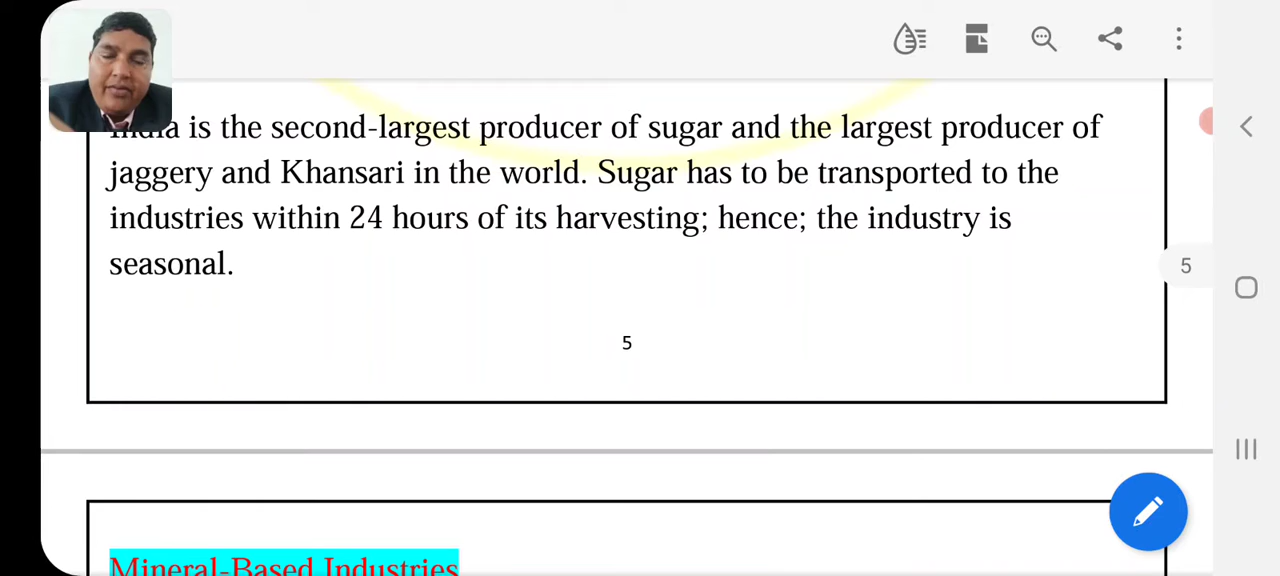 India is the second-largest producer of sugar and the largest producer of
jaggery and Khansari in the world. Sugar has to be transported to the
industries within 24 hours of its harvesting; hence; the industry is
seasonal.
5
5
Mineral-Based Industries